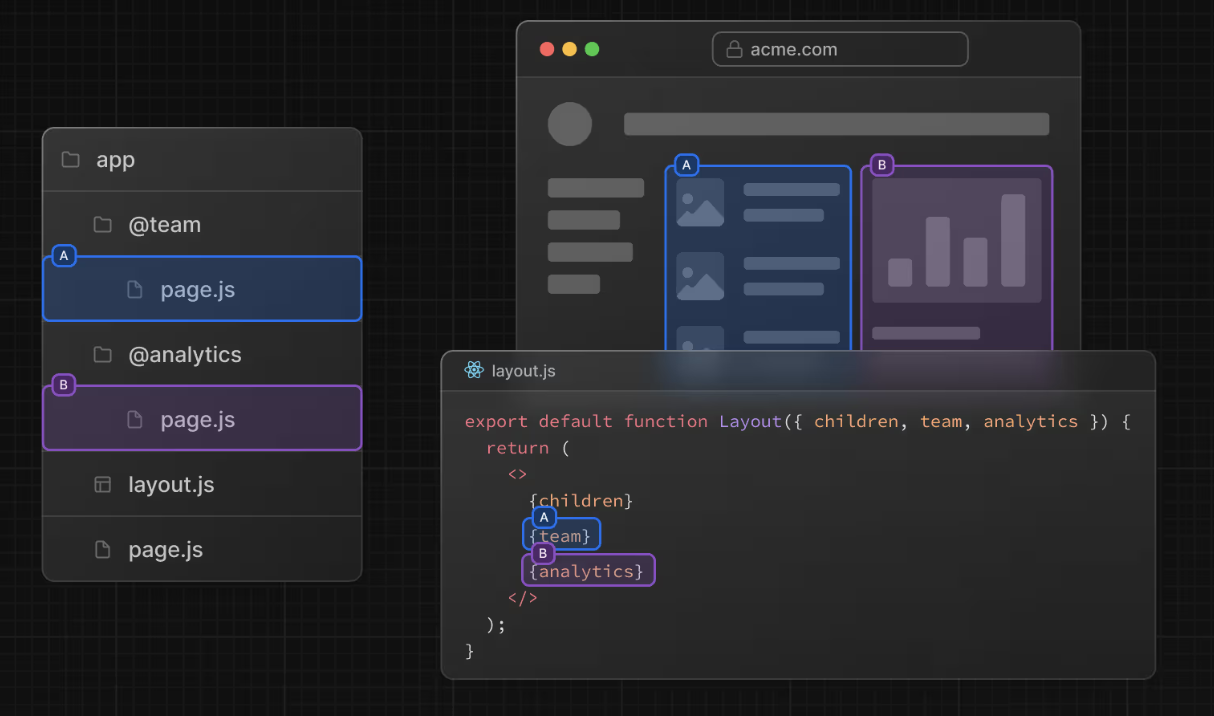 app
@team
A
page.js
@analytics
B
page.js
layout.js
page.js
acme.com
A
B
layout.js
export default function Layout({ children, team, analytics }) {
  return (
    <>
      {children}
A
      {team}
B
      {analytics}
    </>
  );
}